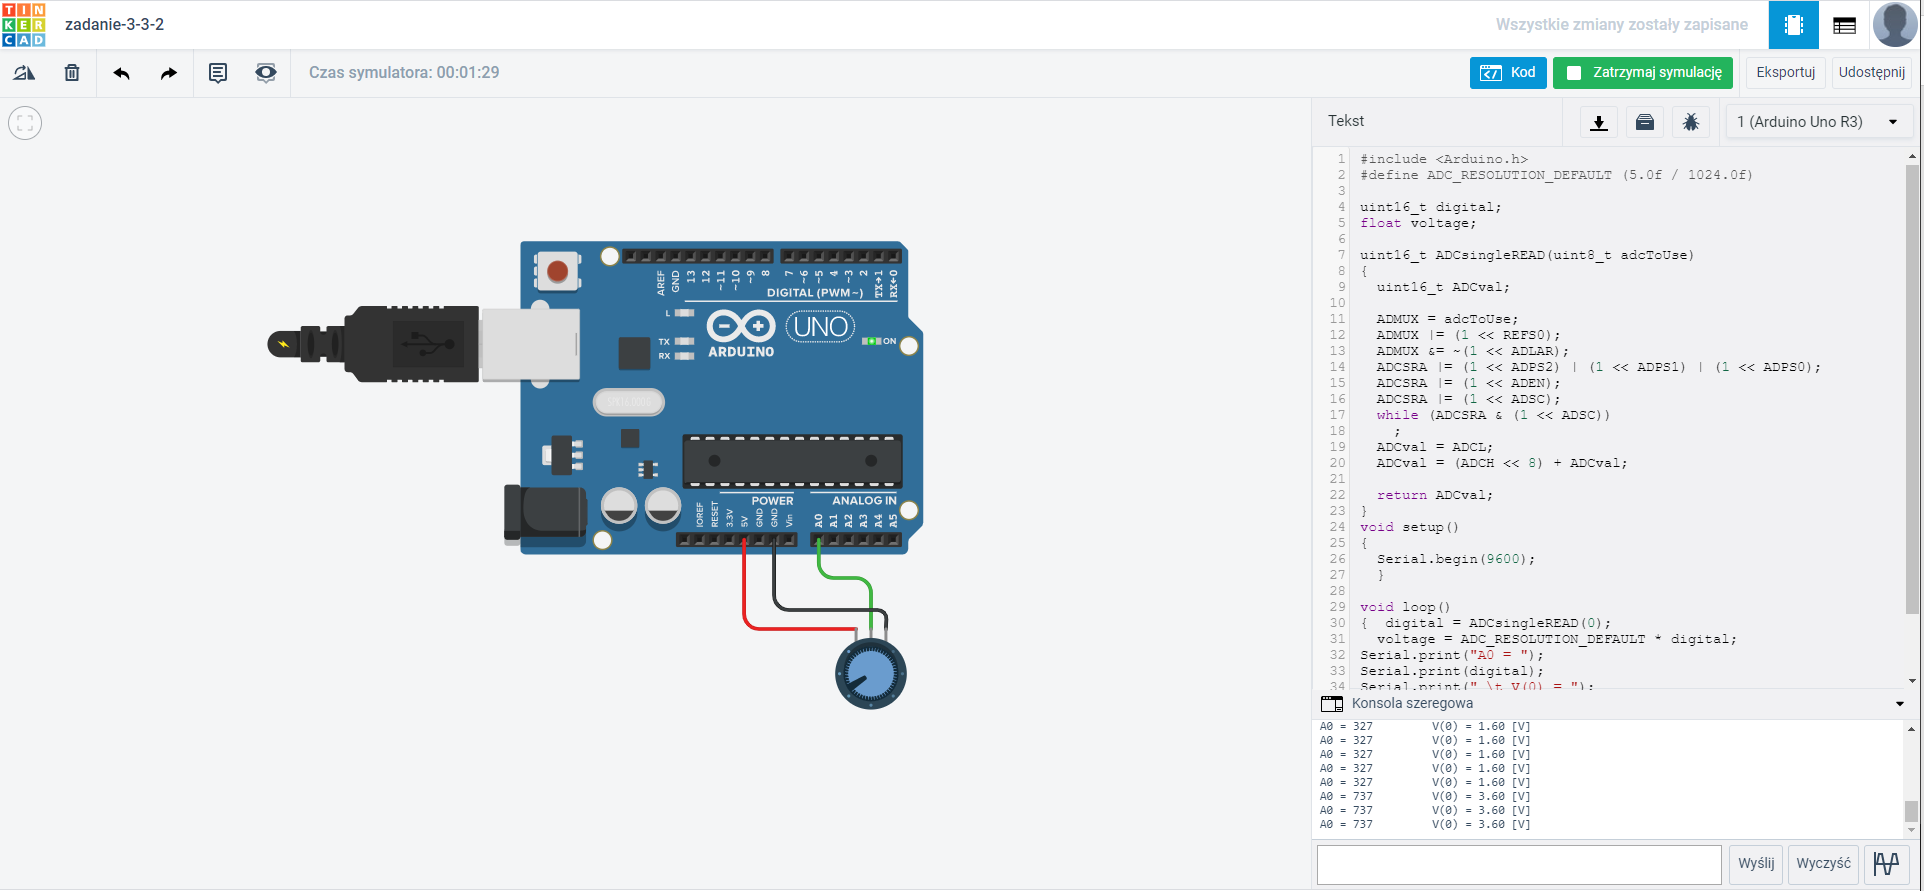 TIN
KER
CAD
zadanie-3-3-2
Wszystkie zmiany zostały zapisane
Czas symulatora: 00:01:29
Kod
Zatrzymaj symulację
Eksportuj
Udostępnij
Tekst
1 (Arduino Uno R3)
1 #include <Arduino.h>
2 #define ADC_RESOLUTION_DEFAULT (5.0f / 1024.0f)
3
4 uint16_t digital;
5 float voltage;
6
7 uint16_t ADCsingleREAD(uint8_t adcToUse)
8 {
9   uint16_t ADCval;
10
11   ADMUX = adcToUse;
12   ADMUX |= (1 << REFS0);
13   ADMUX &= ~(1 << ADLAR);
14   ADCSRA |= (1 << ADPS2) | (1 << ADPS1) | (1 << ADPS0);
15   ADCSRA |= (1 << ADEN);
16   ADCSRA |= (1 << ADSC);
17   while (ADCSRA & (1 << ADSC))
18     ;
19   ADCval = ADCL;
20   ADCval = (ADCH << 8) + ADCval;
21
22   return ADCval;
23 }
24 void setup()
25 {
26   Serial.begin(9600);
27   }
28
29 void loop()
30 {  digital = ADCsingleREAD(0);
31   voltage = ADC_RESOLUTION_DEFAULT * digital;
32 Serial.print("A0 = ");
33 Serial.print(digital);
34 Serial.print(" \t V(0) = ");
AREF GND 13 12 ~11 ~10 ~9 8 7 ~6 ~5 4 ~3 2 TX→1 RX←0
DIGITAL (PWM~)
L
TX
RX
ARDUINO
UNO
ON
POWER
ANALOG IN
IOREF RESET 3.3V 5V GND GND Vin A0 A1 A2 A3 A4 A5
Konsola szeregowa
A0 = 327 V(0) = 1.60 [V]
A0 = 327 V(0) = 1.60 [V]
A0 = 327 V(0) = 1.60 [V]
A0 = 327 V(0) = 1.60 [V]
A0 = 327 V(0) = 1.60 [V]
A0 = 737 V(0) = 3.60 [V]
A0 = 737 V(0) = 3.60 [V]
A0 = 737 V(0) = 3.60 [V]
Wyślij
Wyczyść